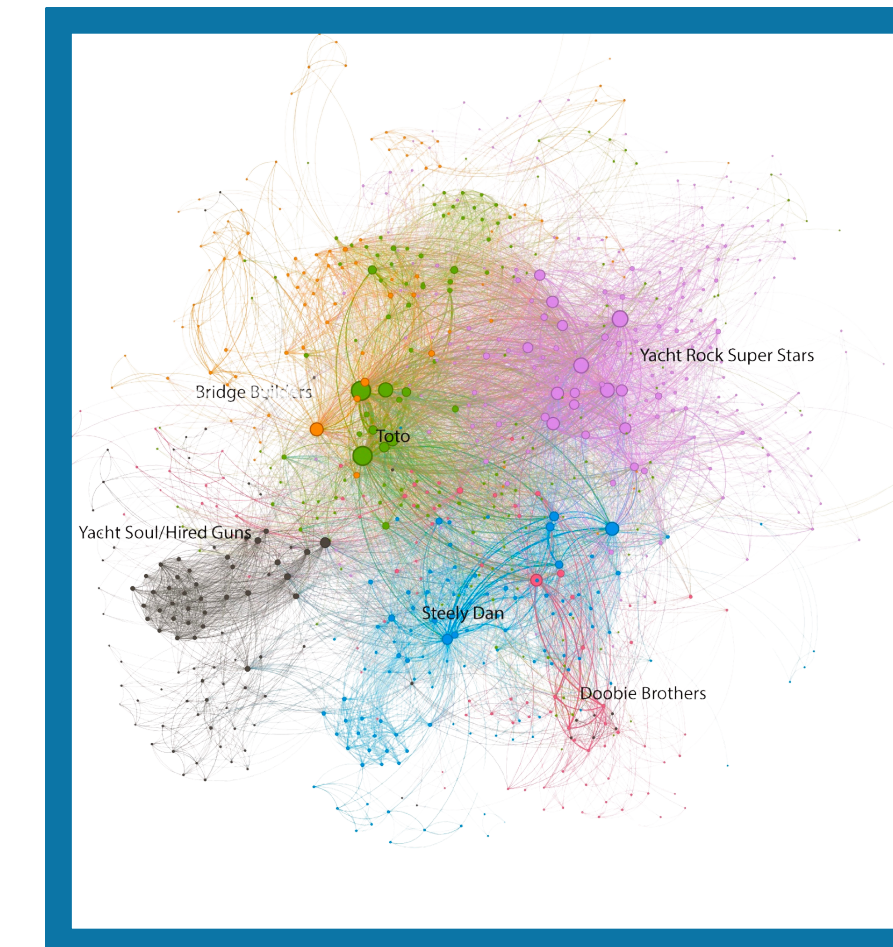 Yacht Rock Super Stars
Bridge Builders
Toto
Yacht Soul/Hired Guns
Steely Dan
Doobie Brothers